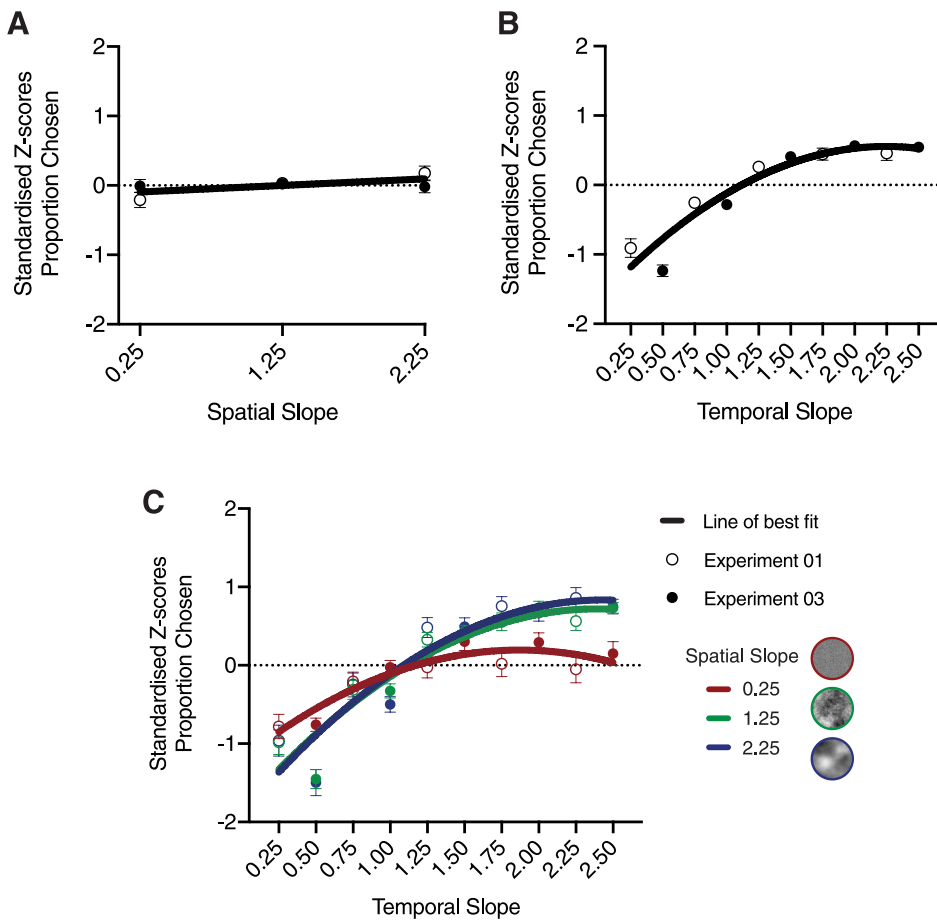 A
Standardised Z-scores
Proportion Chosen
2
1
0
-1
-2
0.25
1.25
2.25
Spatial Slope
B
Standardised Z-scores
Proportion Chosen
2
1
0
-1
-2
0.25
0.50
0.75
1.00
1.25
1.50
1.75
2.00
2.25
2.50
Temporal Slope
C
Standardised Z-scores
Proportion Chosen
2
1
0
-1
-2
0.25
0.50
0.75
1.00
1.25
1.50
1.75
2.00
2.25
2.50
Temporal Slope
Line of best fit
Experiment 01
Experiment 03
Spatial Slope
0.25
1.25
2.25